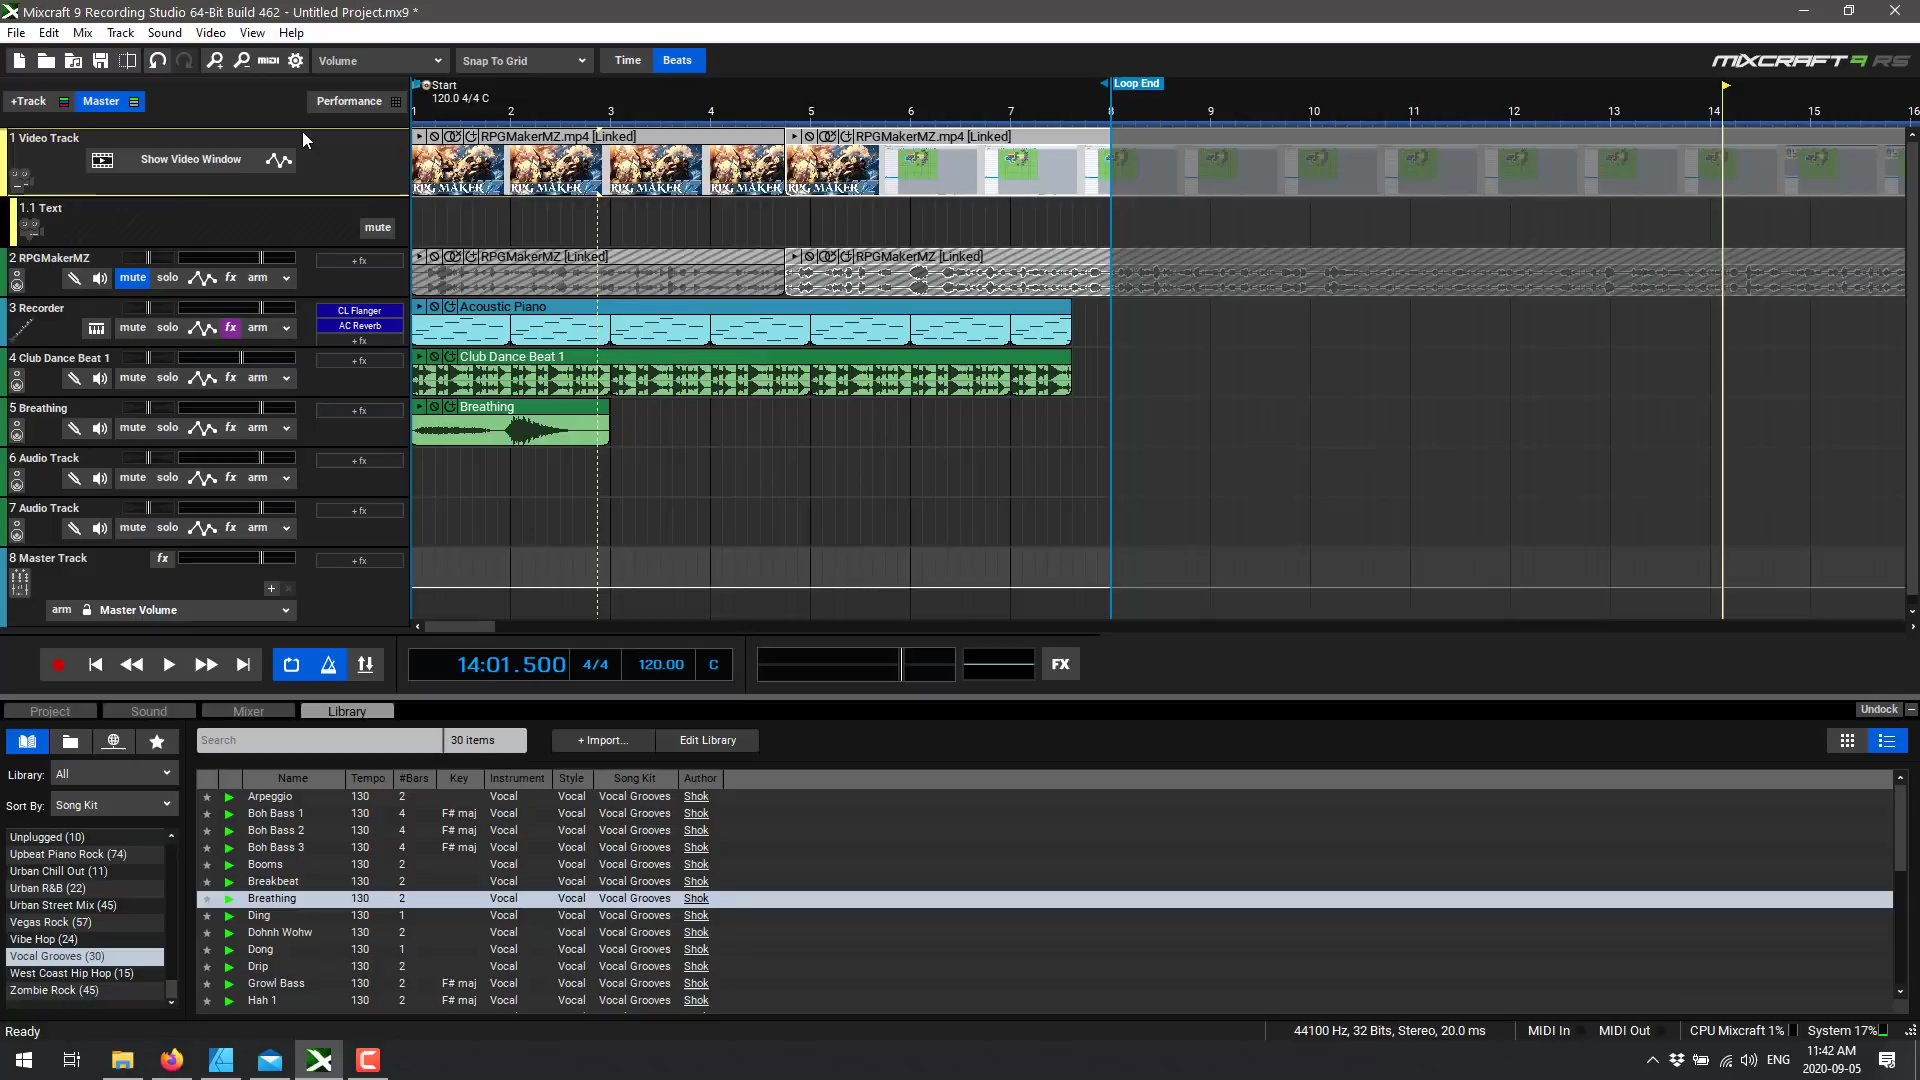 Mixcraft 9 Recording Studio 64-Bit Build 462 - Untitled Project.mx9 *
File Edit Mix Track Sound Video View Help
MIDI Volume Snap To Grid Time Beats MIXCRAFT 9 RS
+Track Master Performance
Start
120.0 4/4 C
Loop End
1 2 3 4 5 6 7 8 9 10 11 12 13 14 15 16
1 Video Track
Show Video Window
RPGMakerMZ.mp4 [Linked] RPGMakerMZ.mp4 [Linked]
RPG MAKER RPG MAKER RPG MAKER RPG MAKER RPG MAKER
1.1 Text
mute
2 RPGMakerMZ
mute solo fx arm
+ fx
RPGMakerMZ [Linked] RPGMakerMZ [Linked]
3 Recorder
mute solo fx arm
CL Flanger
AC Reverb
+ fx
Acoustic Piano
4 Club Dance Beat 1
mute solo fx arm
+ fx
Club Dance Beat 1
5 Breathing
mute solo fx arm
+ fx
Breathing
6 Audio Track
mute solo fx arm
+ fx
7 Audio Track
mute solo fx arm
+ fx
8 Master Track fx
+ fx
arm Master Volume
14:01.500 4/4 120.00 C FX
Project Sound Mixer Library Undock
Search 30 items + Import... Edit Library
Library: All
Sort By: Song Kit
Unplugged (10)
Upbeat Piano Rock (74)
Urban Chill Out (11)
Urban R&B (22)
Urban Street Mix (45)
Vegas Rock (57)
Vibe Hop (24)
Vocal Grooves (30)
West Coast Hip Hop (15)
Zombie Rock (45)
Name Tempo #Bars Key Instrument Style Song Kit Author
Arpeggio 130 2 Vocal Vocal Vocal Grooves Shok
Boh Bass 1 130 4 F# maj Vocal Vocal Vocal Grooves Shok
Boh Bass 2 130 4 F# maj Vocal Vocal Vocal Grooves Shok
Boh Bass 3 130 4 F# maj Vocal Vocal Vocal Grooves Shok
Booms 130 2 Vocal Vocal Vocal Grooves Shok
Breakbeat 130 2 Vocal Vocal Vocal Grooves Shok
Breathing 130 2 Vocal Vocal Vocal Grooves Shok
Ding 130 1 Vocal Vocal Vocal Grooves Shok
Dohnh Wohw 130 2 Vocal Vocal Vocal Grooves Shok
Dong 130 1 Vocal Vocal Vocal Grooves Shok
Drip 130 2 Vocal Vocal Vocal Grooves Shok
Growl Bass 130 2 F# maj Vocal Vocal Vocal Grooves Shok
Hah 1 130 2 F# maj Vocal Vocal Vocal Grooves Shok
Ready 44100 Hz, 32 Bits, Stereo, 20.0 ms MIDI In MIDI Out CPU Mixcraft 1% System 17%
ENG 11:42 AM
2020-09-05